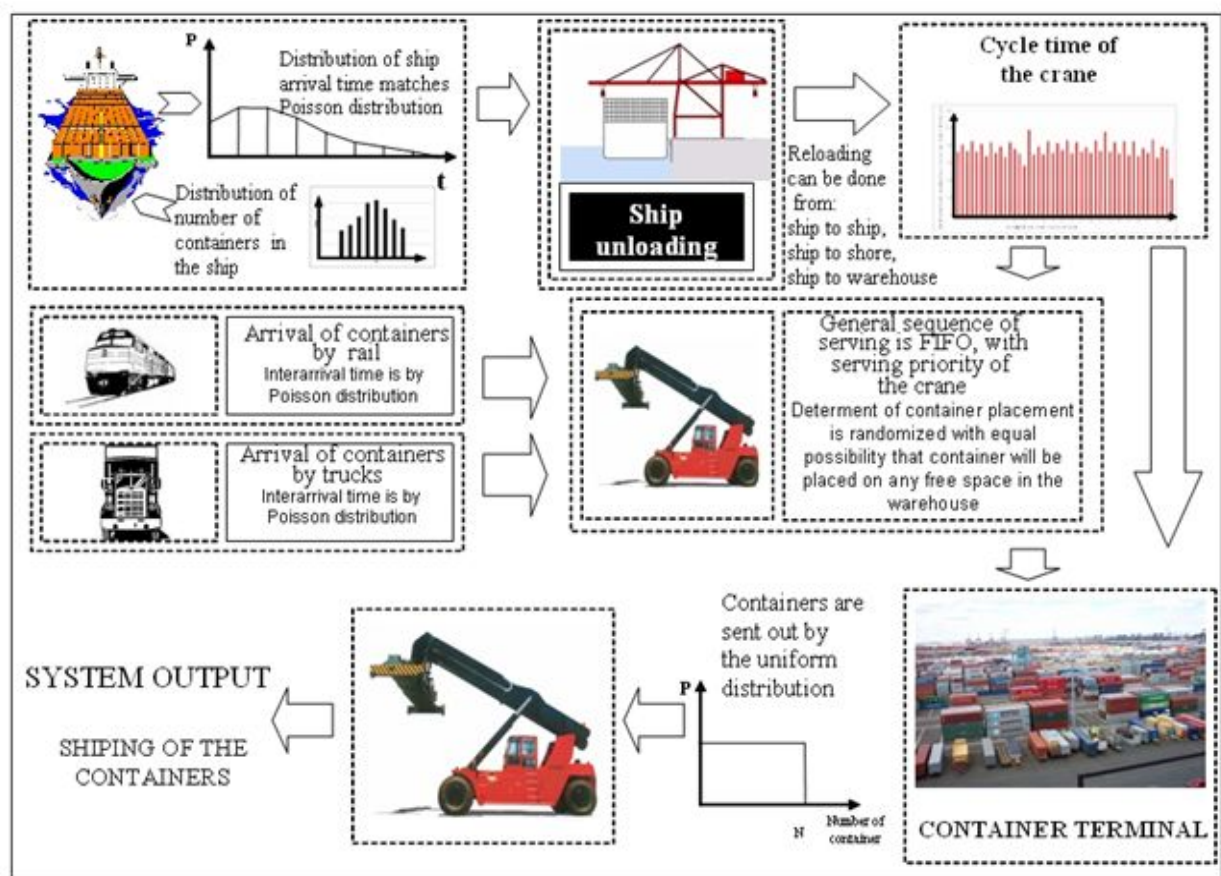 P
Distribution of ship
arrival time matches
Poisson distribution
t
Distribution of
number of
containers in
the ship
Ship
unloading
Reloading
can be done
from:
ship to ship,
ship to shore,
ship to warehouse
Cycle time of
the crane
Arrival of containers
by rail
Interarrival time is by
Poisson distribution
Arrival of containers
by trucks
Interarrival time is by
Poisson distribution
General sequence of
serving is FIFO, with
serving priority of
the crane
Determent of container placement
is randomized with equal
possibility that container will be
placed on any free space in the
warehouse
SYSTEM OUTPUT
SHIPING OF THE
CONTAINERS
Containers are
sent out by
the uniform
distribution
P
N
Number of
container
CONTAINER TERMINAL